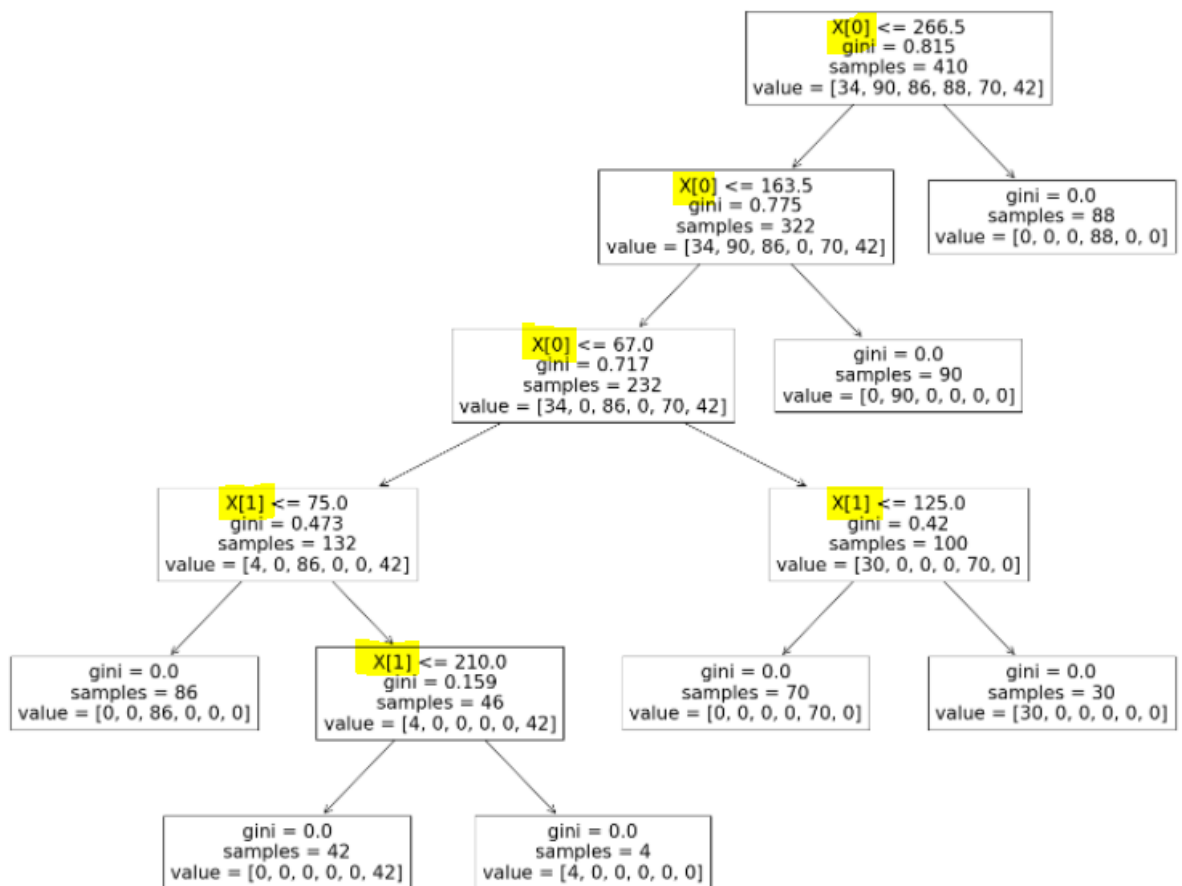 X[0] <= 266.5
gini = 0.815
samples = 410
value = [34, 90, 86, 88, 70, 42]
X[0] <= 163.5
gini = 0.775
samples = 322
value = [34, 90, 86, 0, 70, 42]
gini = 0.0
samples = 88
value = [0, 0, 0, 88, 0, 0]
X[0] <= 67.0
gini = 0.717
samples = 232
value = [34, 0, 86, 0, 70, 42]
gini = 0.0
samples = 90
value = [0, 90, 0, 0, 0, 0]
X[1] <= 75.0
gini = 0.473
samples = 132
value = [4, 0, 86, 0, 0, 42]
X[1] <= 125.0
gini = 0.42
samples = 100
value = [30, 0, 0, 0, 70, 0]
gini = 0.0
samples = 86
value = [0, 0, 86, 0, 0, 0]
X[1] <= 210.0
gini = 0.159
samples = 46
value = [4, 0, 0, 0, 0, 42]
gini = 0.0
samples = 70
value = [0, 0, 0, 0, 70, 0]
gini = 0.0
samples = 30
value = [30, 0, 0, 0, 0, 0]
gini = 0.0
samples = 42
value = [0, 0, 0, 0, 0, 42]
gini = 0.0
samples = 4
value = [4, 0, 0, 0, 0, 0]